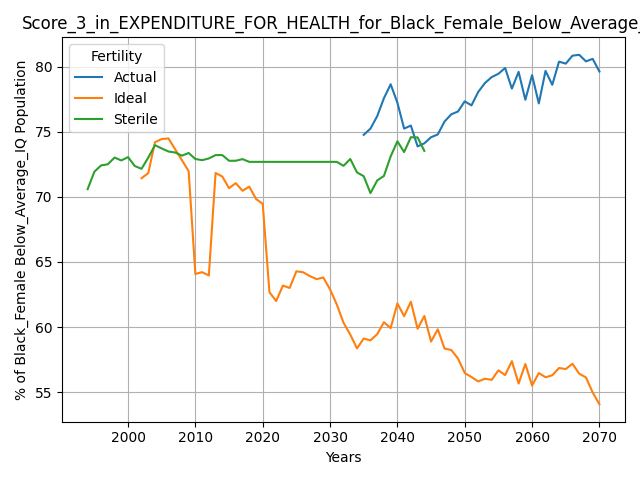 Score_3_in_EXPENDITURE_FOR_HEALTH_for_Black_Female_Below_Average_
Fertility
Actual
Ideal
Sterile
% of Black_Female Below_Average_IQ Population
80
75
70
65
60
55
2000 2010 2020 2030 2040 2050 2060 2070
Years